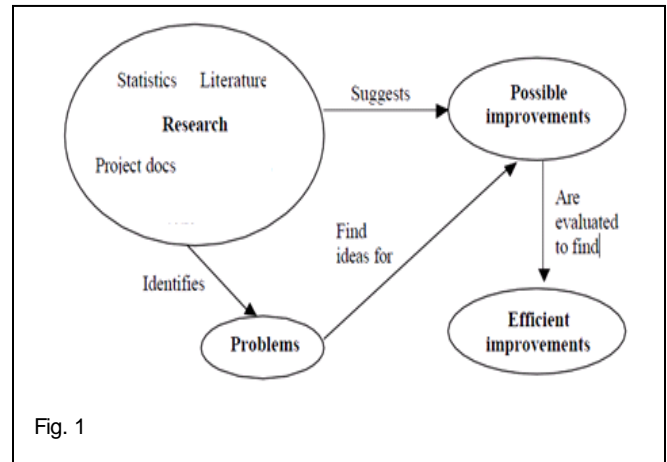 Statistics Literature
Research
Project docs
Suggests
Possible
improvements
Identifies
Problems
Find
ideas for
Are
evaluated
to find
Efficient
improvements
Fig. 1